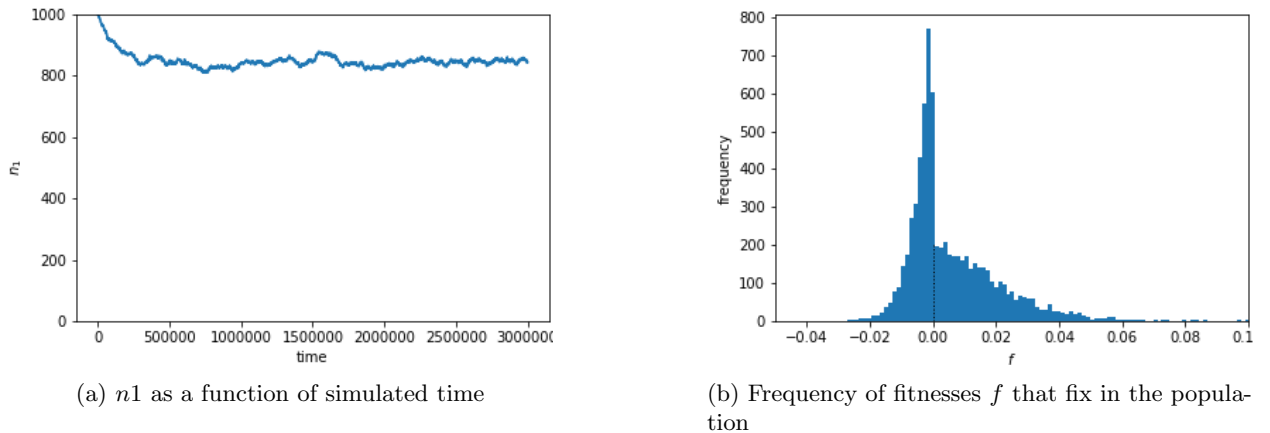 1000
800
600
400
200
0
n₁
0 500000 1000000 1500000 2000000 2500000 3000000
time
(a) n1 as a function of simulated time
800
700
600
500
400
300
200
100
0
frequency
−0.04 −0.02 0.00 0.02 0.04 0.06 0.08 0.1
f
(b) Frequency of fitnesses f that fix in the popula-
tion